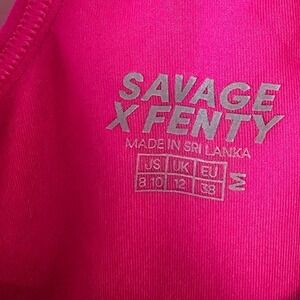 SAVAGE
X FENTY
MADE IN SRI LANKA
US UK EU
8 10 12 38
M